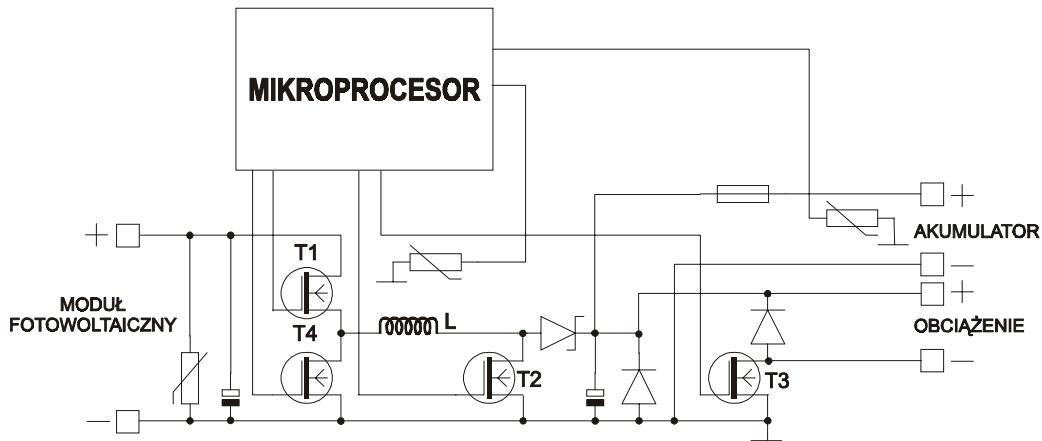 MIKROPROCESOR
+
AKUMULATOR
+
T1
−
MODUŁ
FOTOWOLTAICZNY
+
T4
L
OBCIĄŻENIE
T2
T3
−
−